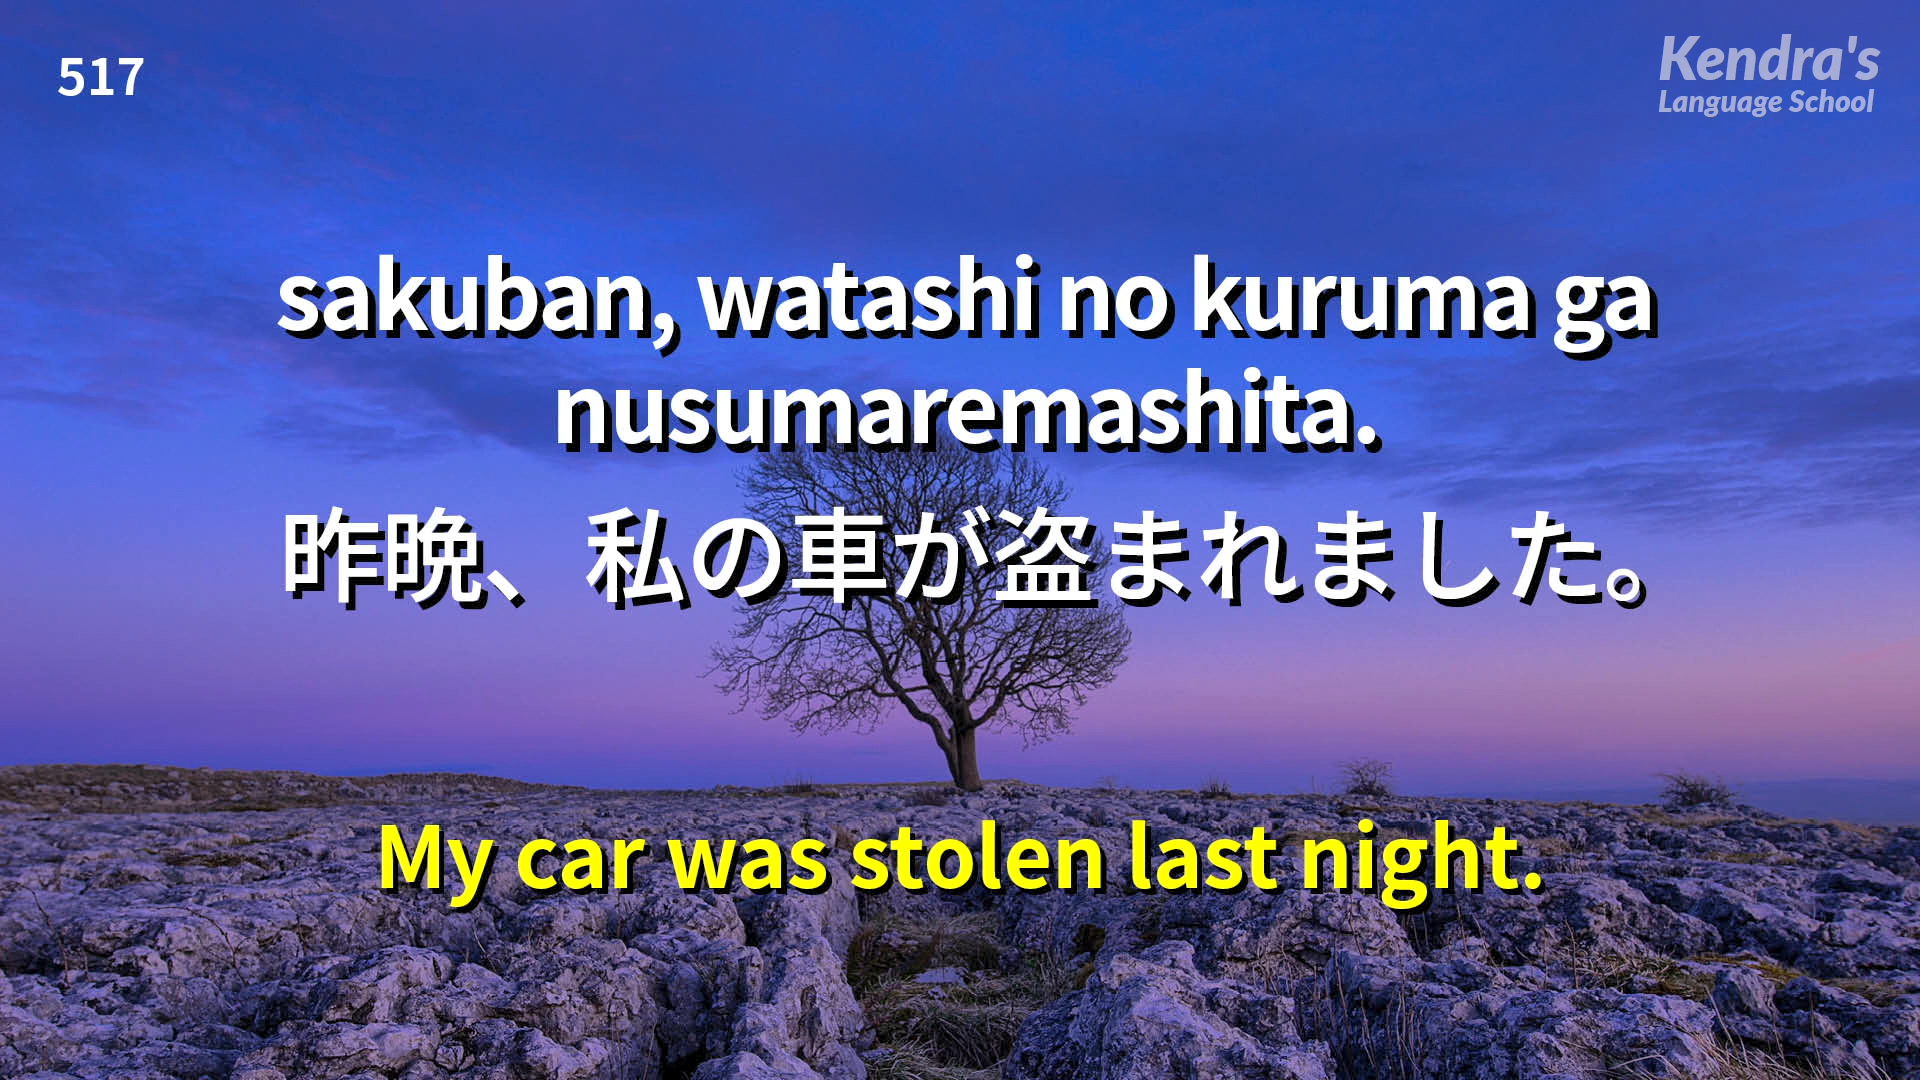 517
Kendra's
Language School
sakuban, watashi no kuruma ga
nusumaremashita.
昨晩、私の車が盗まれました。
My car was stolen last night.